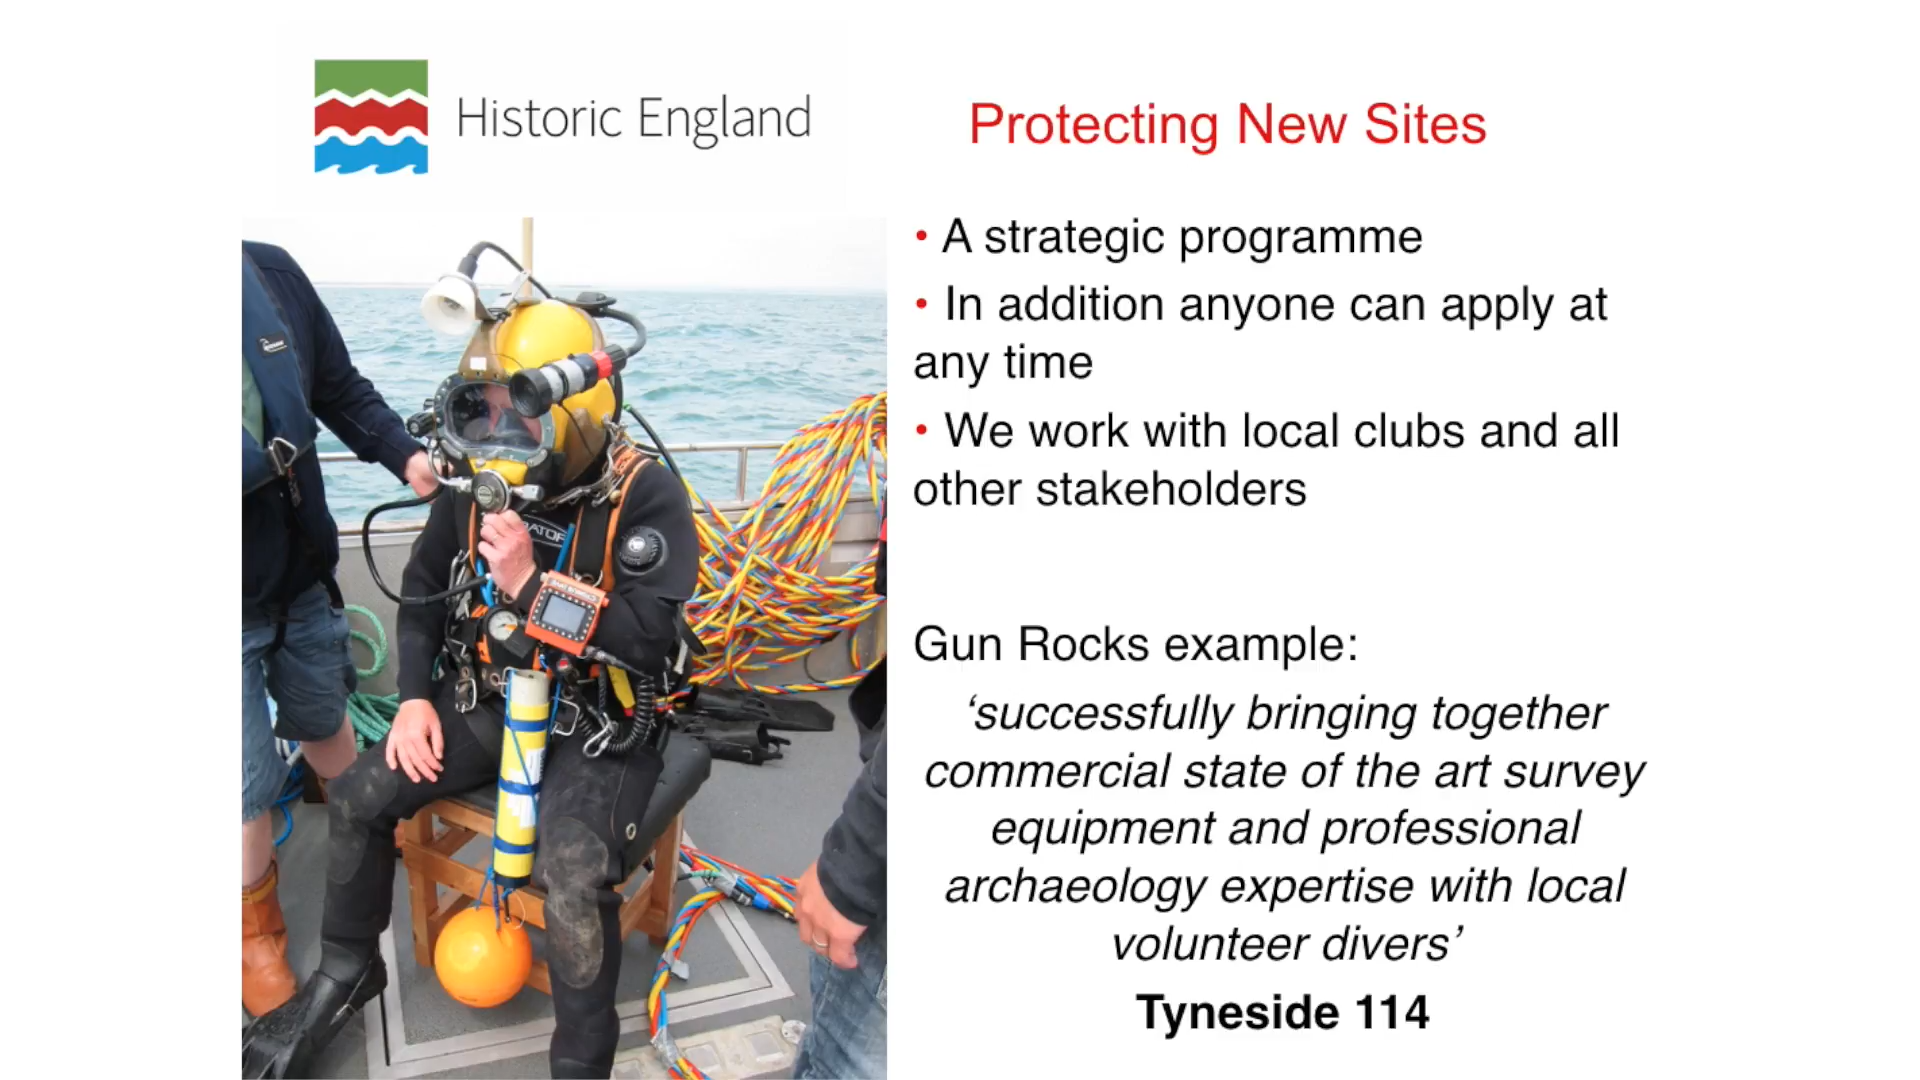 Historic England
Protecting New Sites
• A strategic programme
• In addition anyone can apply at
any time
• We work with local clubs and all
other stakeholders
Gun Rocks example:
‘successfully bringing together
commercial state of the art survey
equipment and professional
archaeology expertise with local
volunteer divers’
Tyneside 114